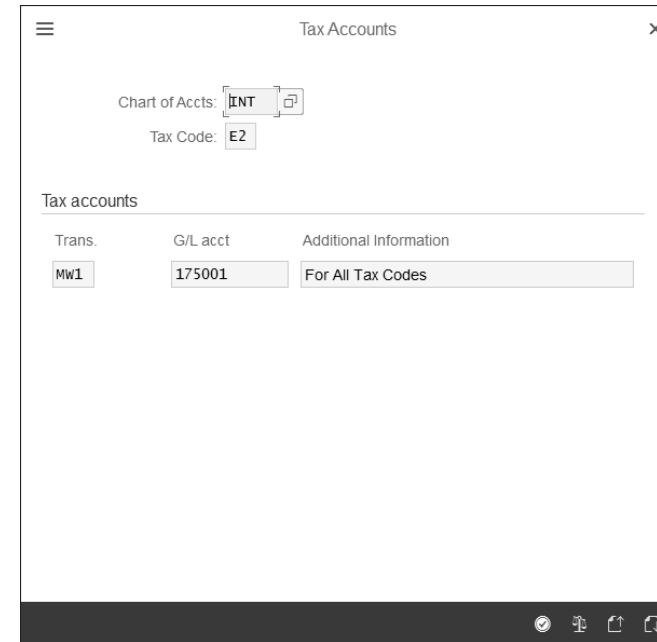 Tax Accounts
Chart of Accts: INT
Tax Code: E2
Tax accounts
Trans. G/L acct Additional Information
MW1 175001 For All Tax Codes